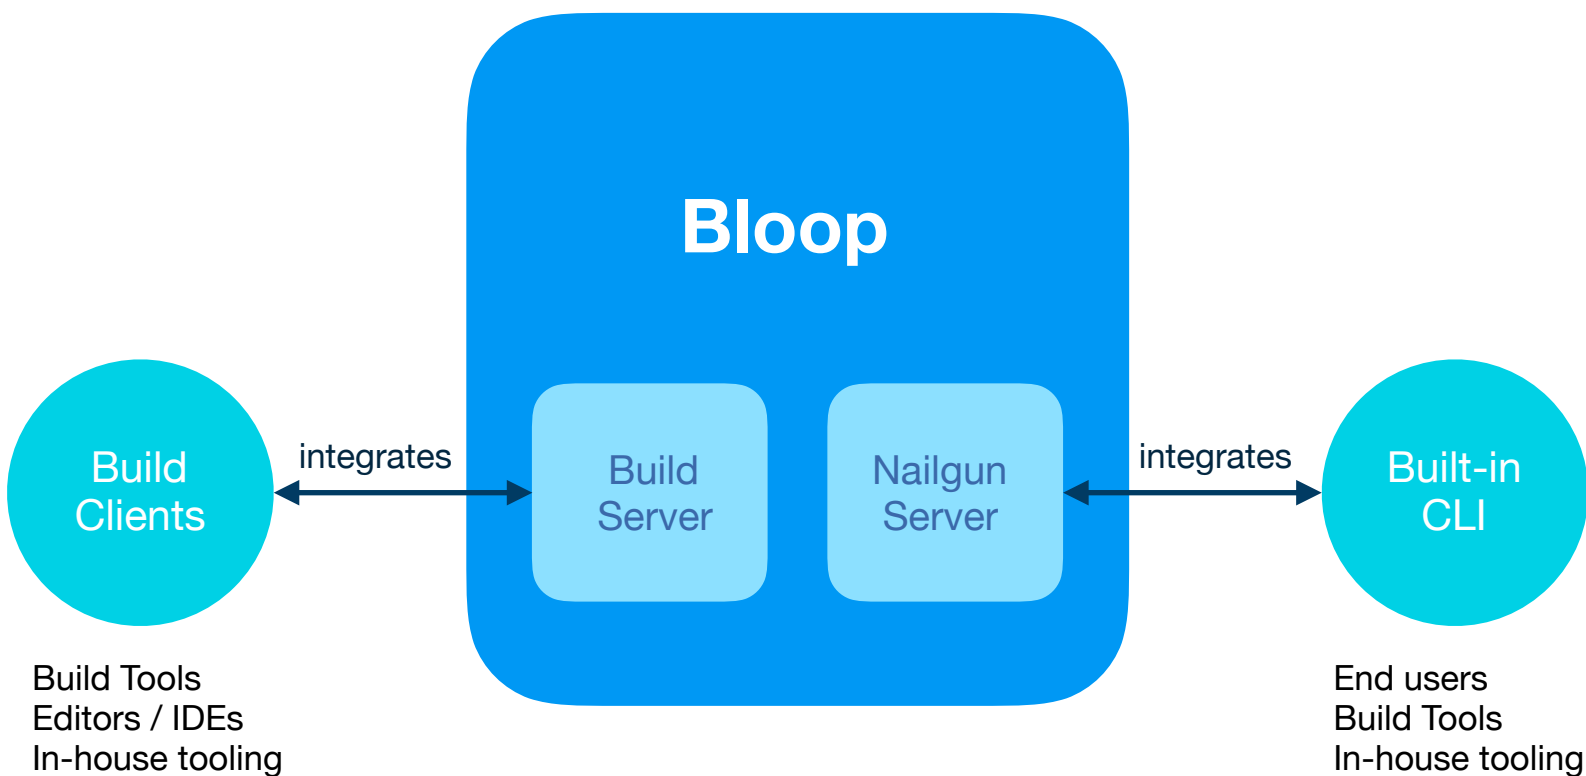 Bloop
Build
Clients
integrates
Build
Server
Nailgun
Server
integrates
Built-in
CLI
Build Tools
Editors / IDEs
In-house tooling
End users
Build Tools
In-house tooling